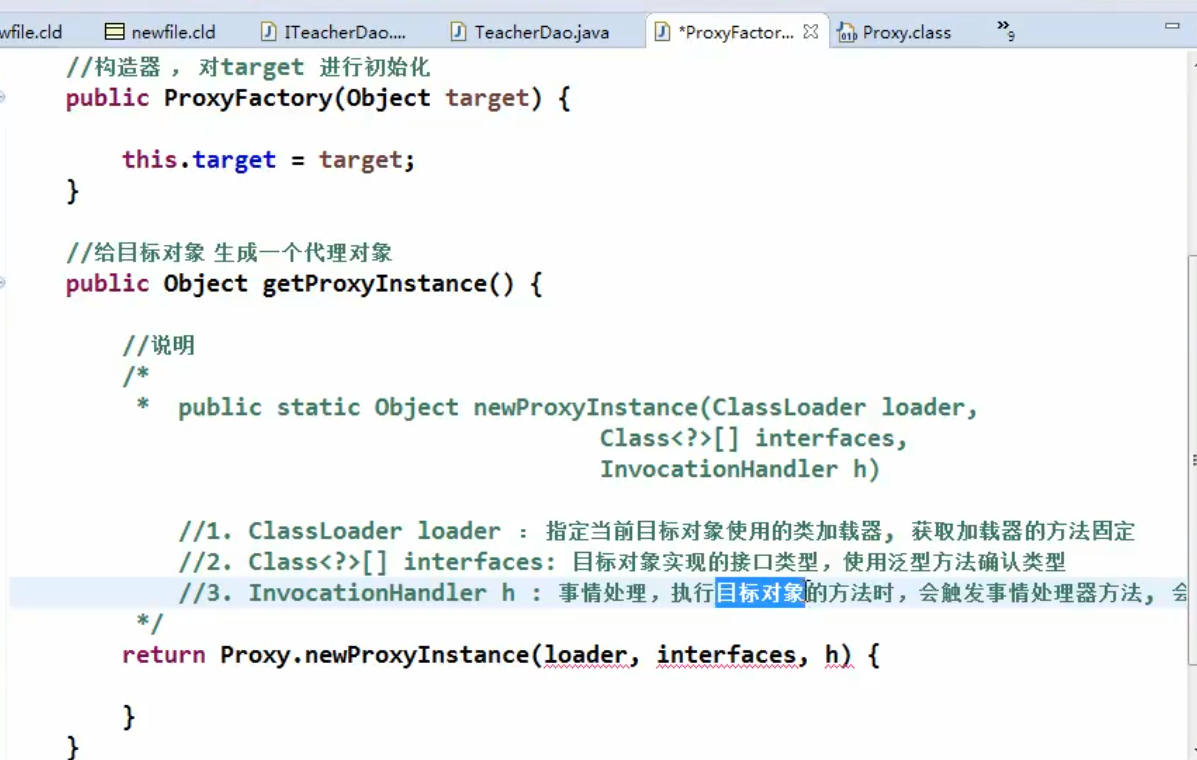 wfile.cld newfile.cld ITeacherDao.... TeacherDao.java *ProxyFactor... Proxy.class »9
//构造器 , 对target 进行初始化
public ProxyFactory(Object target) {
this.target = target;
}
//给目标对象 生成一个代理对象
public Object getProxyInstance() {
//说明
/*
* public static Object newProxyInstance(ClassLoader loader,
Class<?>[] interfaces,
InvocationHandler h)
//1. ClassLoader loader : 指定当前目标对象使用的类加载器, 获取加载器的方法固定
//2. Class<?>[] interfaces: 目标对象实现的接口类型，使用泛型方法确认类型
//3. InvocationHandler h : 事情处理，执行目标对象的方法时，会触发事情处理器方法, 会
*/
return Proxy.newProxyInstance(loader, interfaces, h) {
}
}